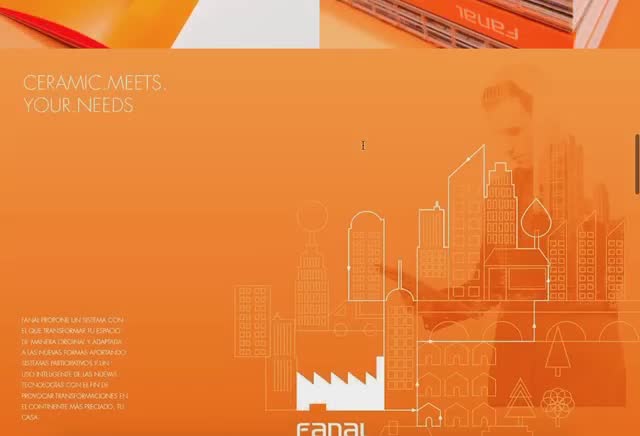 Fanal
CERAMIC.MEETS.
YOUR.NEEDS
FANAL PROPONE UN SISTEMA CON
EL QUE TRANSFORMAR TU ESPACIO
DE MANERA ORIGINAL Y ADAPTADA
A LAS NUEVAS FORMAS APORTANDO
SISTEMAS PARTICIPATIVOS Y UN
USO INTELIGENTE DE LAS NUEVAS
TECNOLOGÍAS CON EL FIN DE
PROVOCAR TRANSFORMACIONES EN
EL CONTINENTE MÁS PRECIADO, TU
CASA.
Fanal